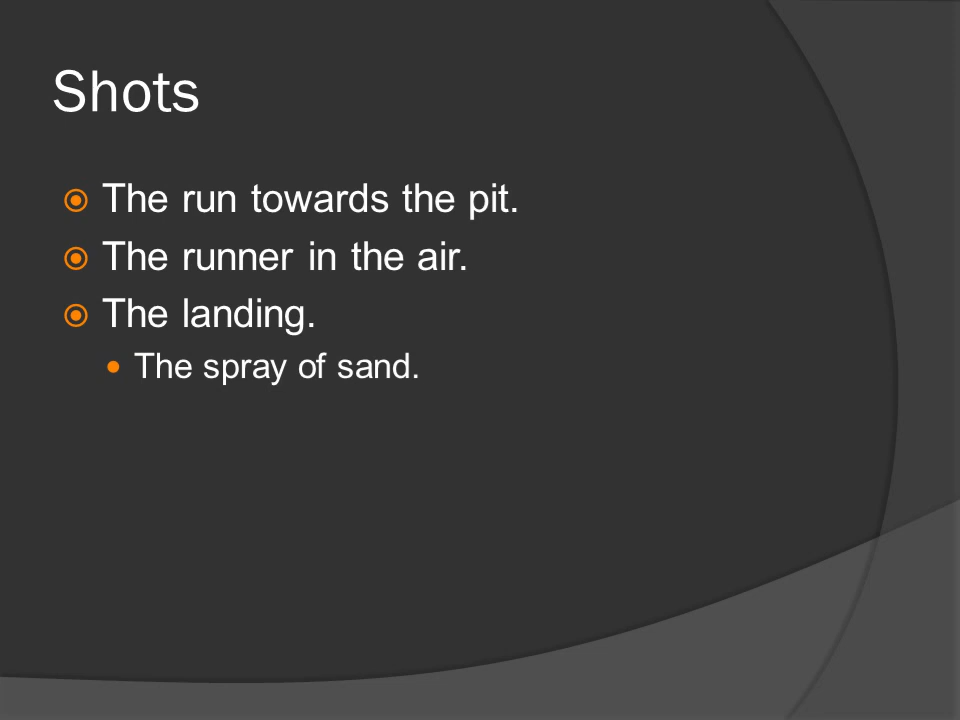 Shots
The run towards the pit.
The runner in the air.
The landing.
The spray of sand.